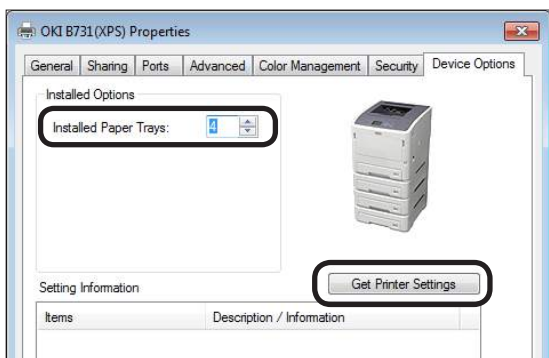 OKI B731(XPS) Properties
General Sharing Ports Advanced Color Management Security Device Options
Installed Options
Installed Paper Trays: 4
Get Printer Settings
Setting Information
Items Description / Information